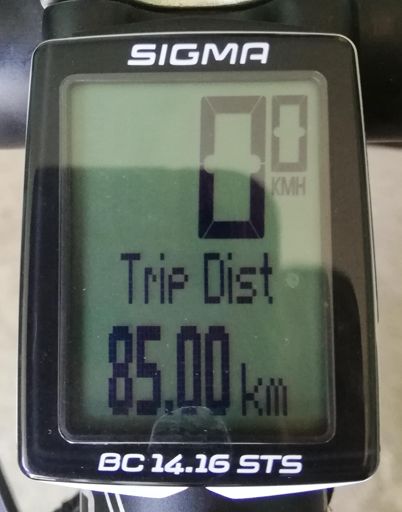 SIGMA
0.0
KMH
Trip Dist
85.00 km
BC 14.16 STS